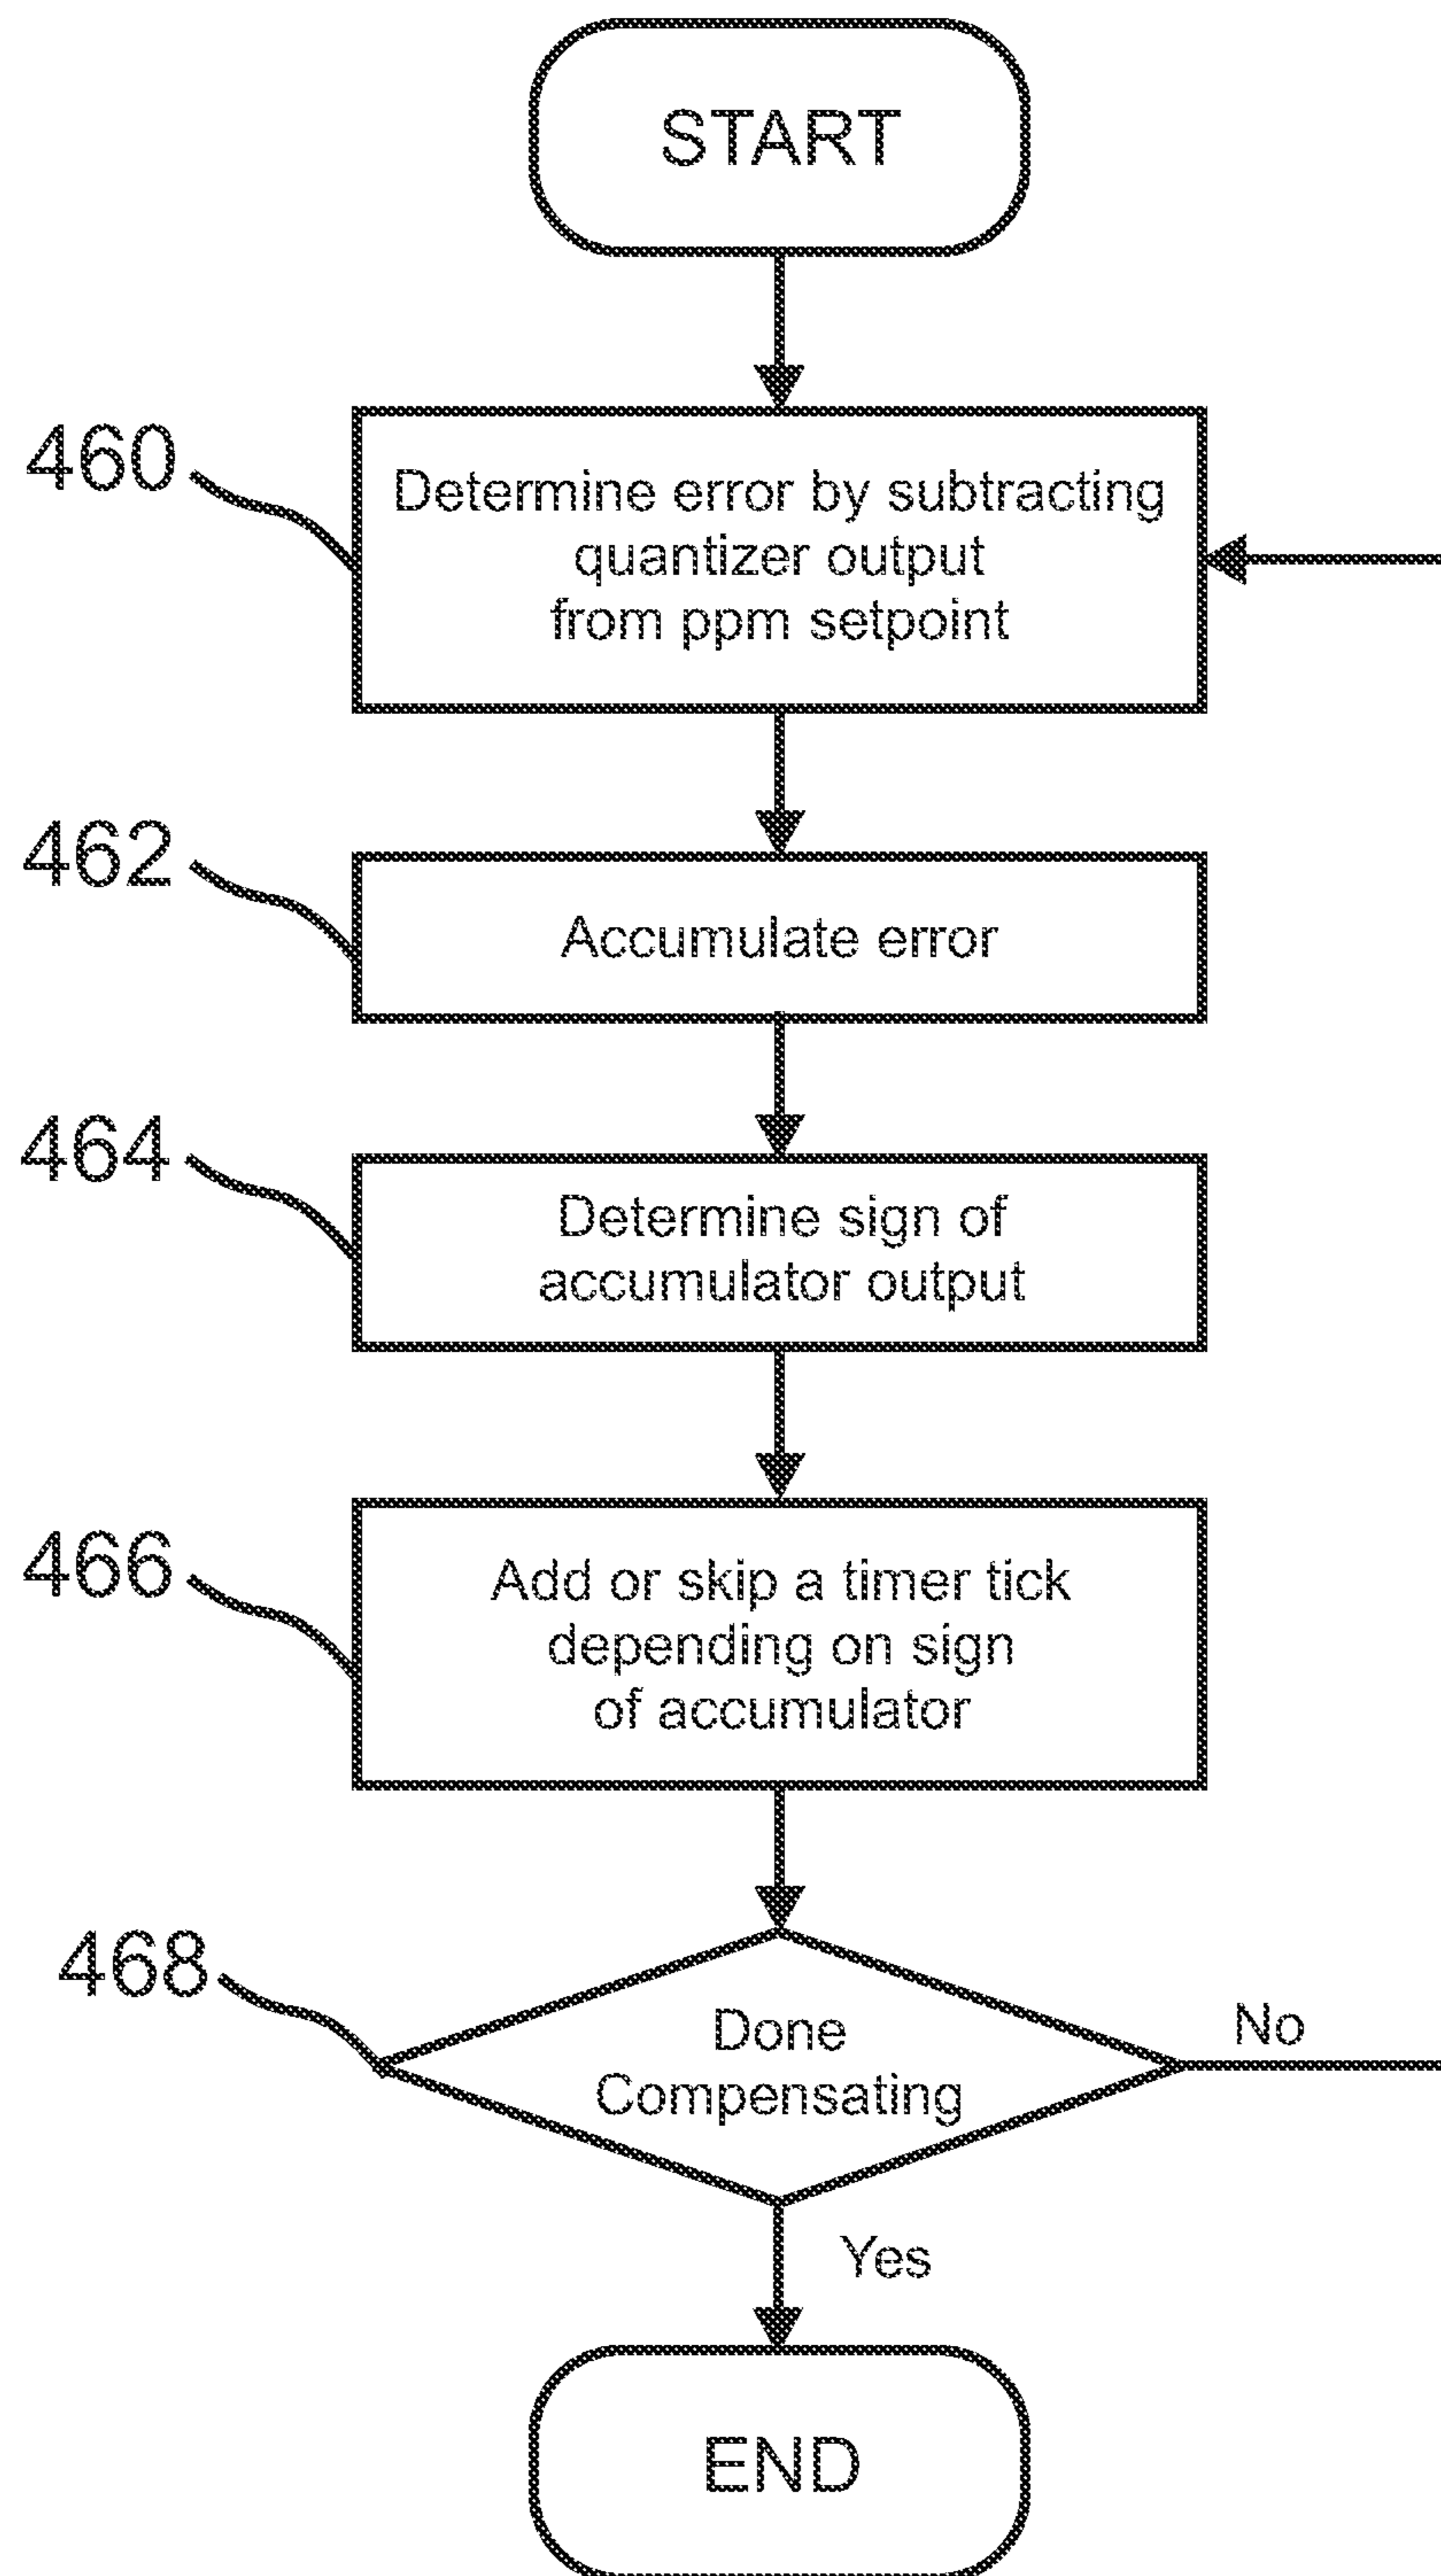 START
460
Determine error by subtracting
quantizer output
from ppm setpoint
462
Accumulate error
464
Determine sign of
accumulator output
466
Add or skip a timer tick
depending on sign
of accumulator
468
Done
Compensating
No
Yes
END